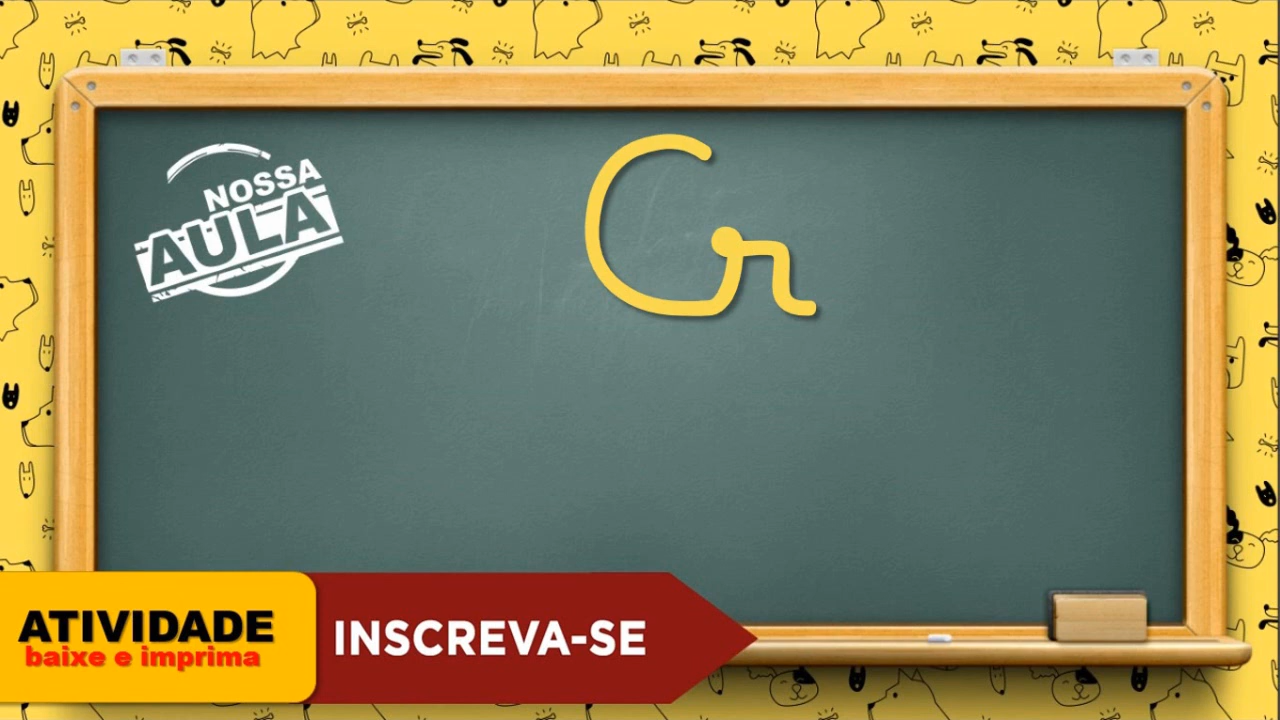 NOSSA
AULA
Gr
ATIVIDADE
baixe e imprima
INSCREVA-SE